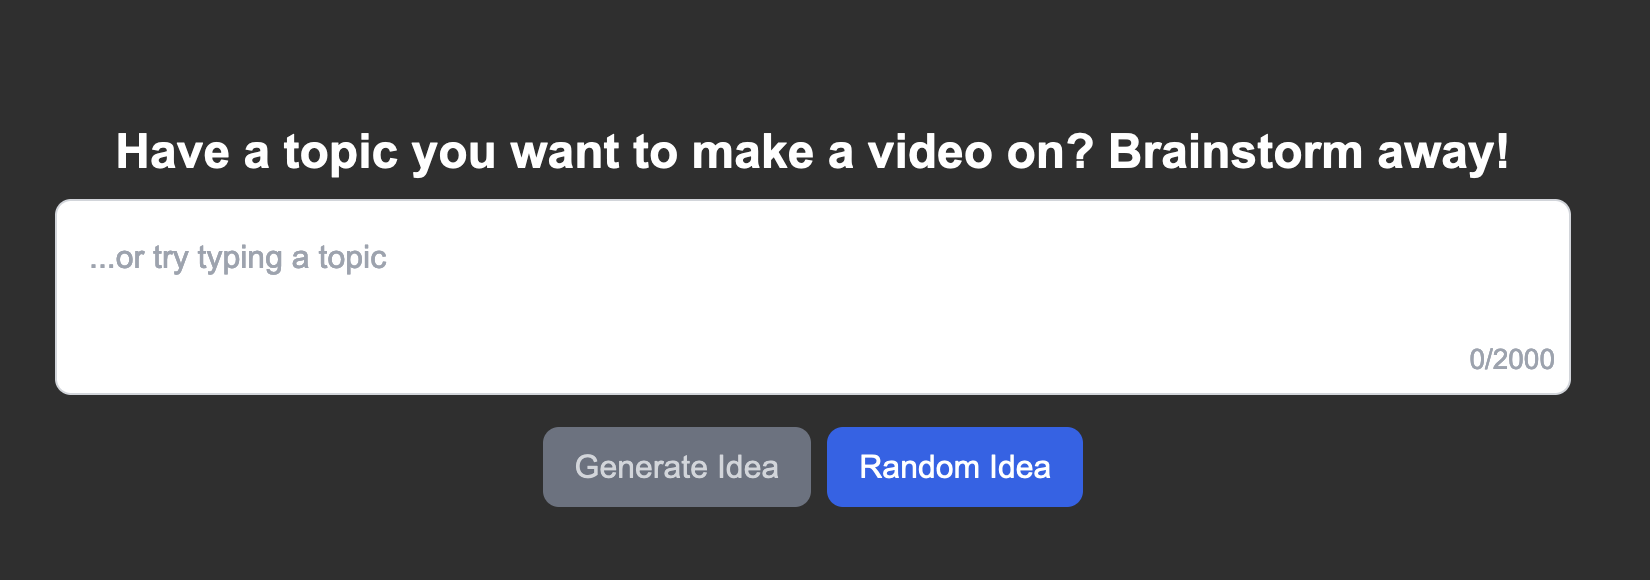 Have a topic you want to make a video on? Brainstorm away!
...or try typing a topic
0/2000
Generate Idea
Random Idea